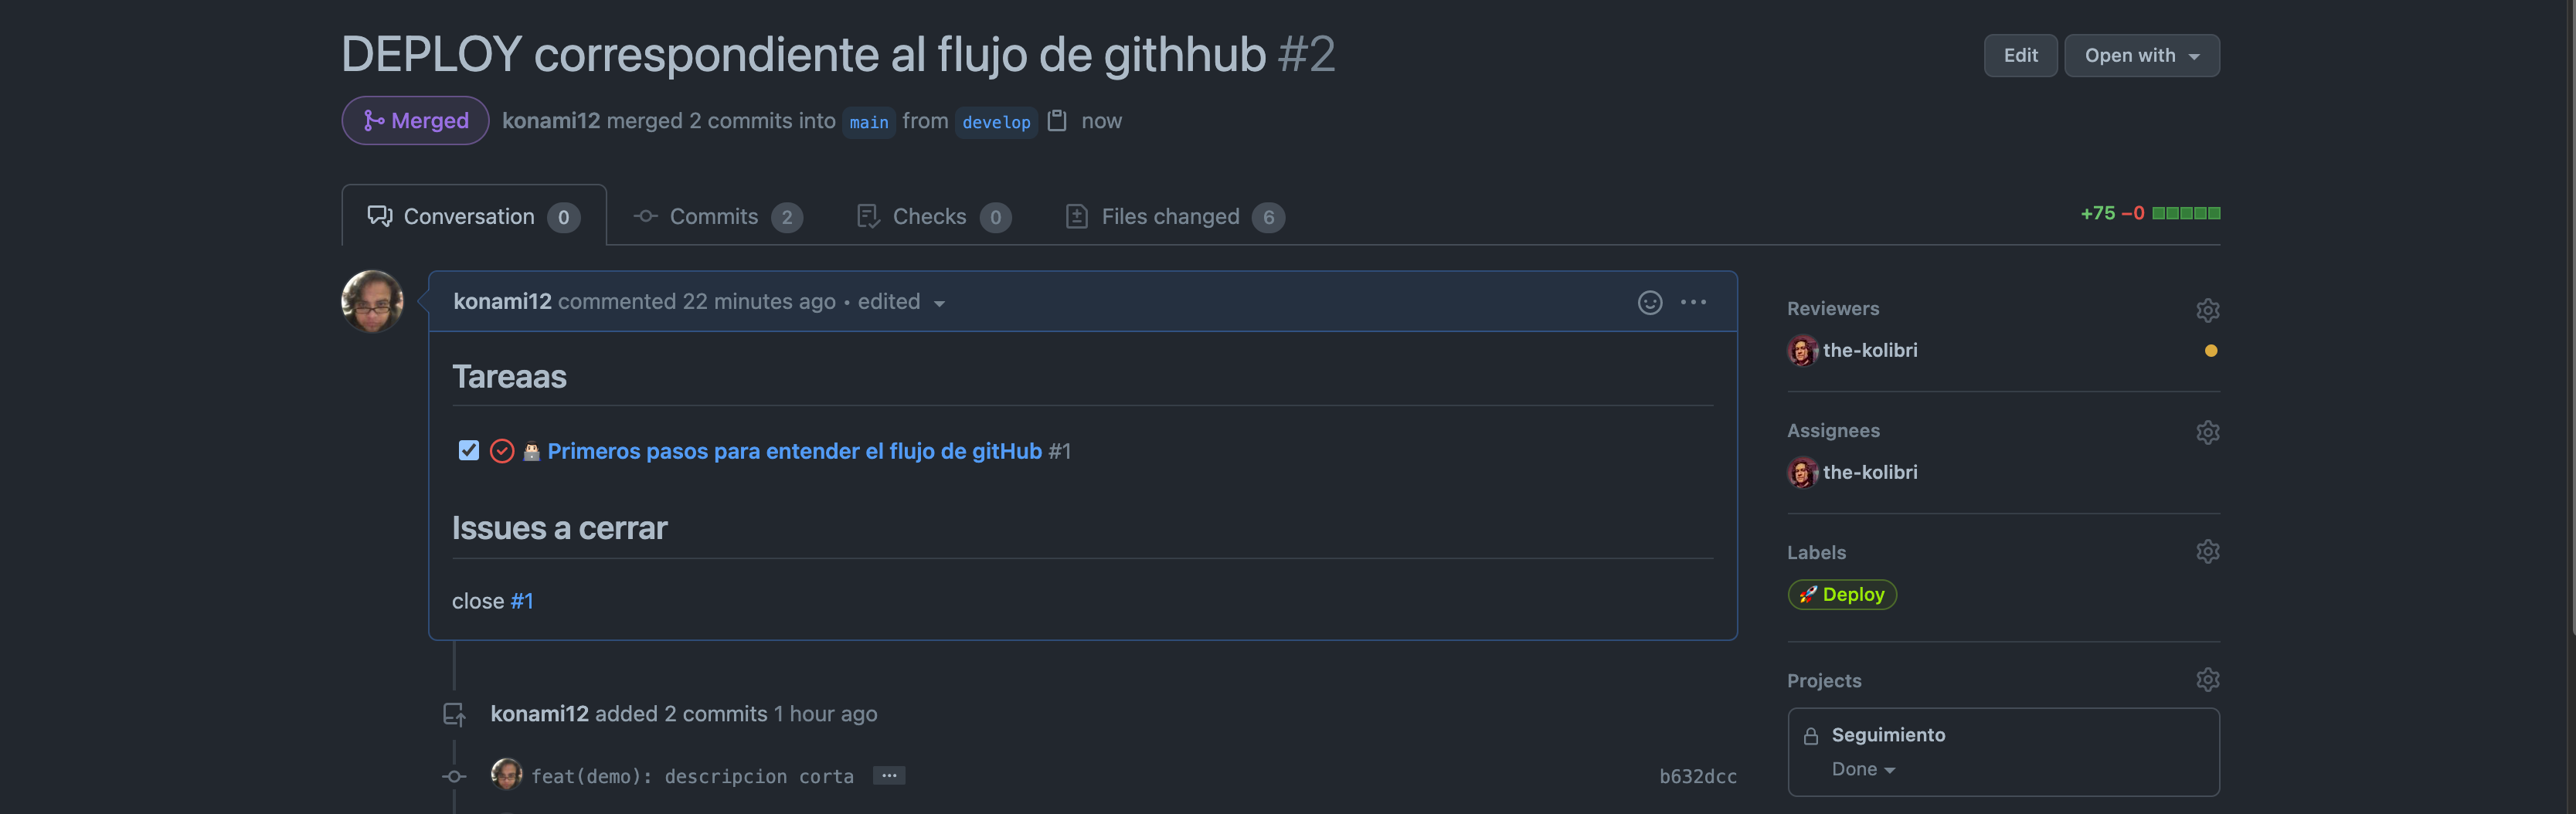 DEPLOY correspondiente al flujo de githhub #2
Edit
Open with
Merged
konami12 merged 2 commits into main from develop now
Conversation 0
Commits 2
Checks 0
Files changed 6
+75 −0
konami12 commented 22 minutes ago • edited
Tareaas
Primeros pasos para entender el flujo de gitHub #1
Issues a cerrar
close #1
konami12 added 2 commits 1 hour ago
feat(demo): descripcion corta ...
b632dcc
Reviewers
the-kolibri
Assignees
the-kolibri
Labels
🚀 Deploy
Projects
Seguimiento
Done